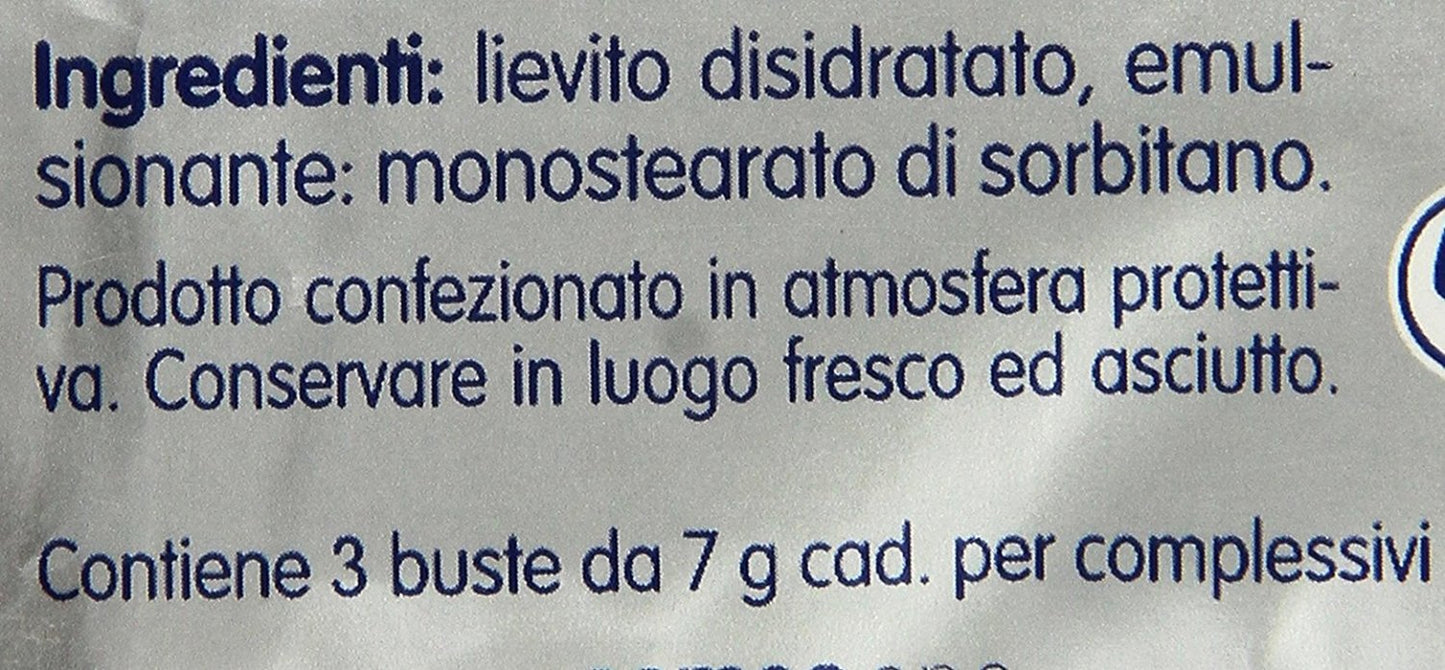 Ingredienti: lievito disidratato, emul-
sionante: monostearato di sorbitano.
Prodotto confezionato in atmosfera protetti-
va. Conservare in luogo fresco ed asciutto.
Contiene 3 buste da 7 g cad. per complessivi